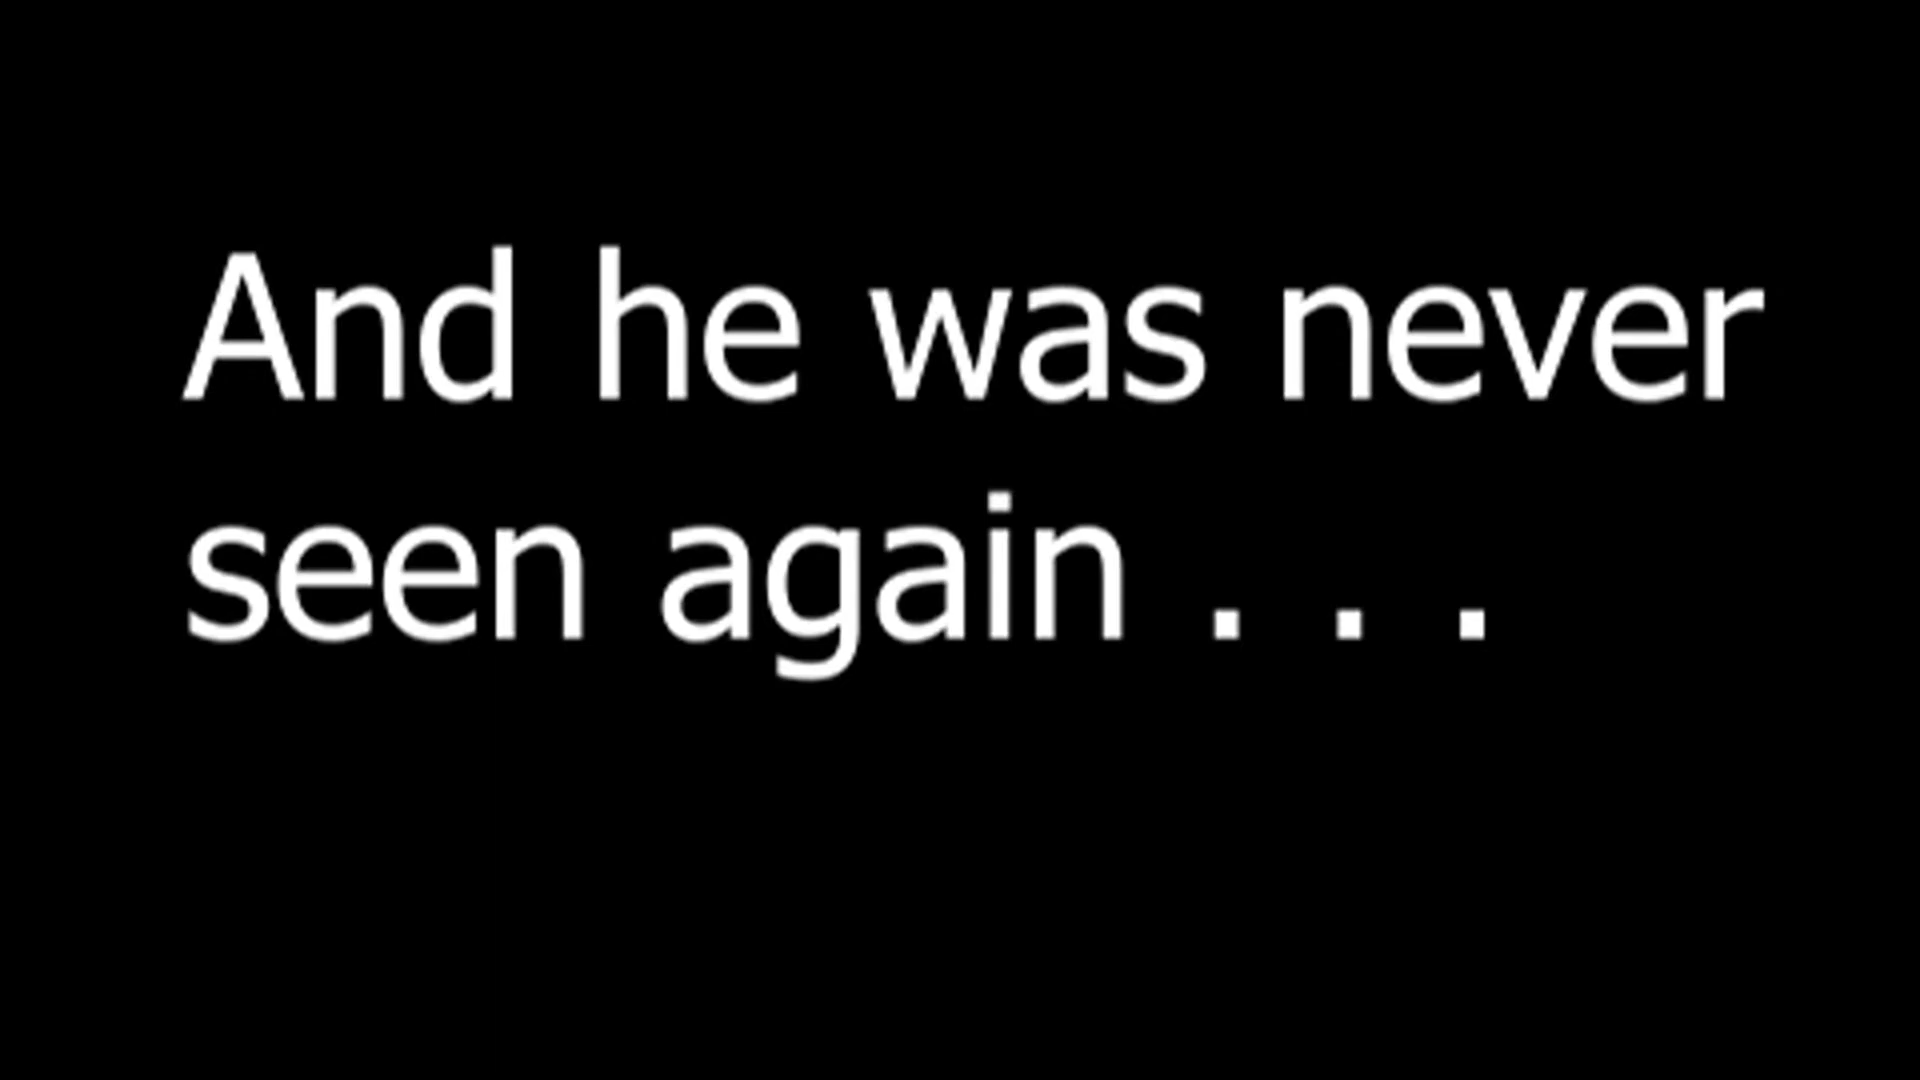 And he was never
seen again . . .